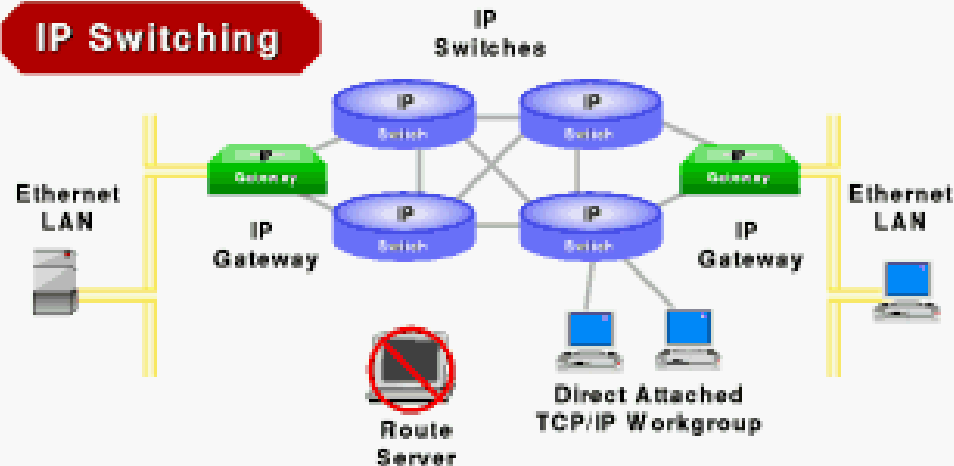 IP Switching
IP
Switches
IP
Switch
IP
Switch
IP
Gateway
IP
Gateway
Ethernet
LAN
Ethernet
LAN
IP
Switch
IP
Switch
IP
Gateway
IP
Gateway
Direct Attached
TCP/IP Workgroup
Route
Server